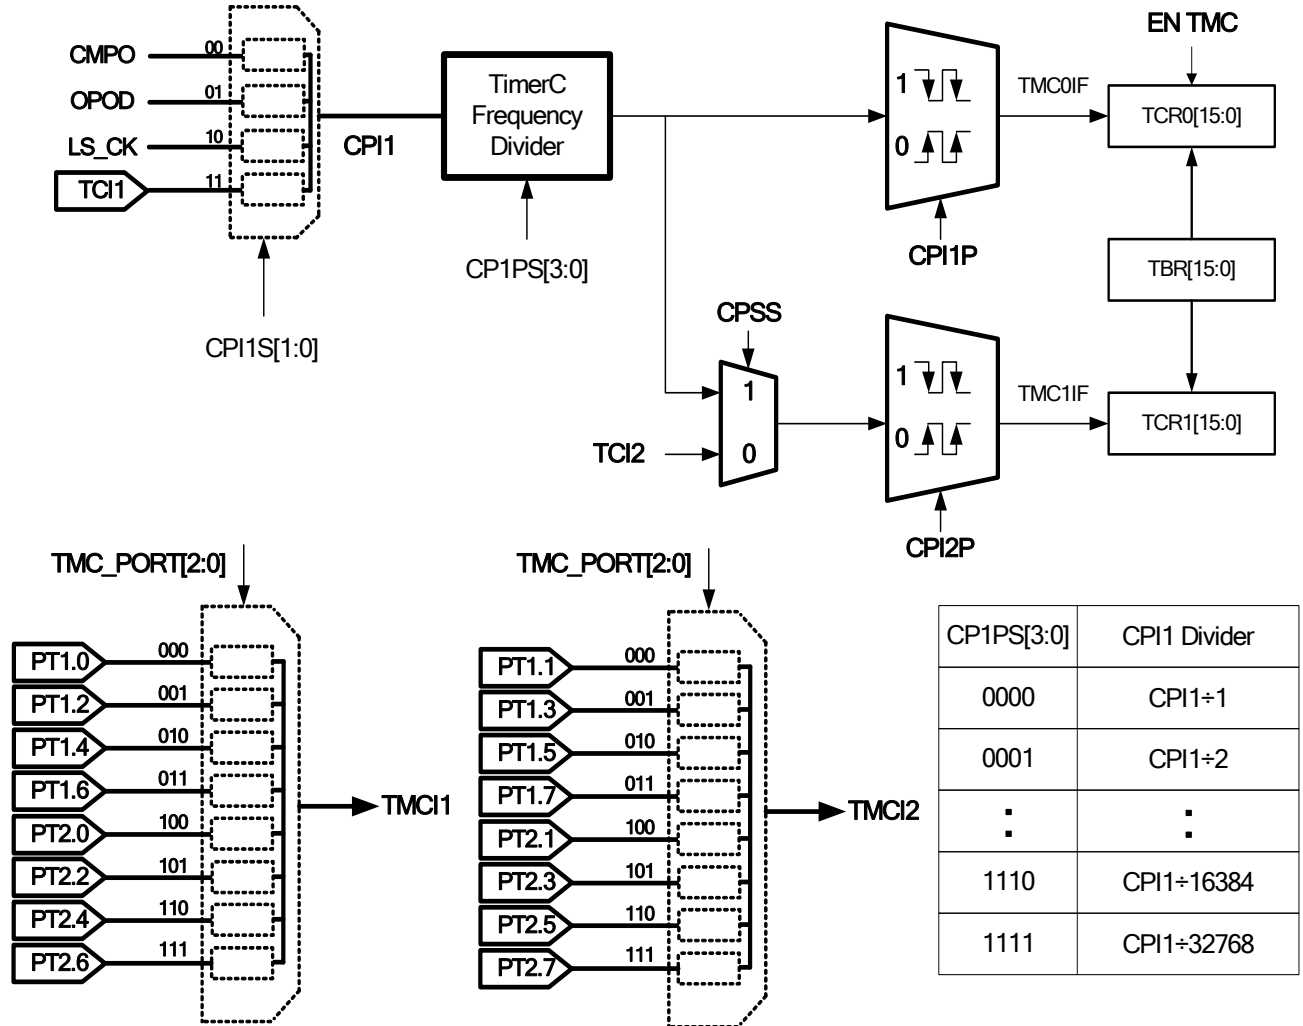 EN TMC
CMPO 00
OPOD 01
LS_CK 10
TCI1 11
CPI1
TimerC
Frequency
Divider
CP1PS[3:0]
CPI1S[1:0]
1
0
TMC0IF
TCR0[15:0]
CPI1P
TBR[15:0]
CPSS
1
0
TCI2
1
0
TMC1IF
TCR1[15:0]
CPI2P
TMC_PORT[2:0]
PT1.0 000
PT1.2 001
PT1.4 010
PT1.6 011
PT2.0 100
PT2.2 101
PT2.4 110
PT2.6 111
TMCI1
TMC_PORT[2:0]
PT1.1 000
PT1.3 001
PT1.5 010
PT1.7 011
PT2.1 100
PT2.3 101
PT2.5 110
PT2.7 111
TMCI2
CP1PS[3:0] CPI1 Divider
0000 CPI1÷1
0001 CPI1÷2
: :
1110 CPI1÷16384
1111 CPI1÷32768